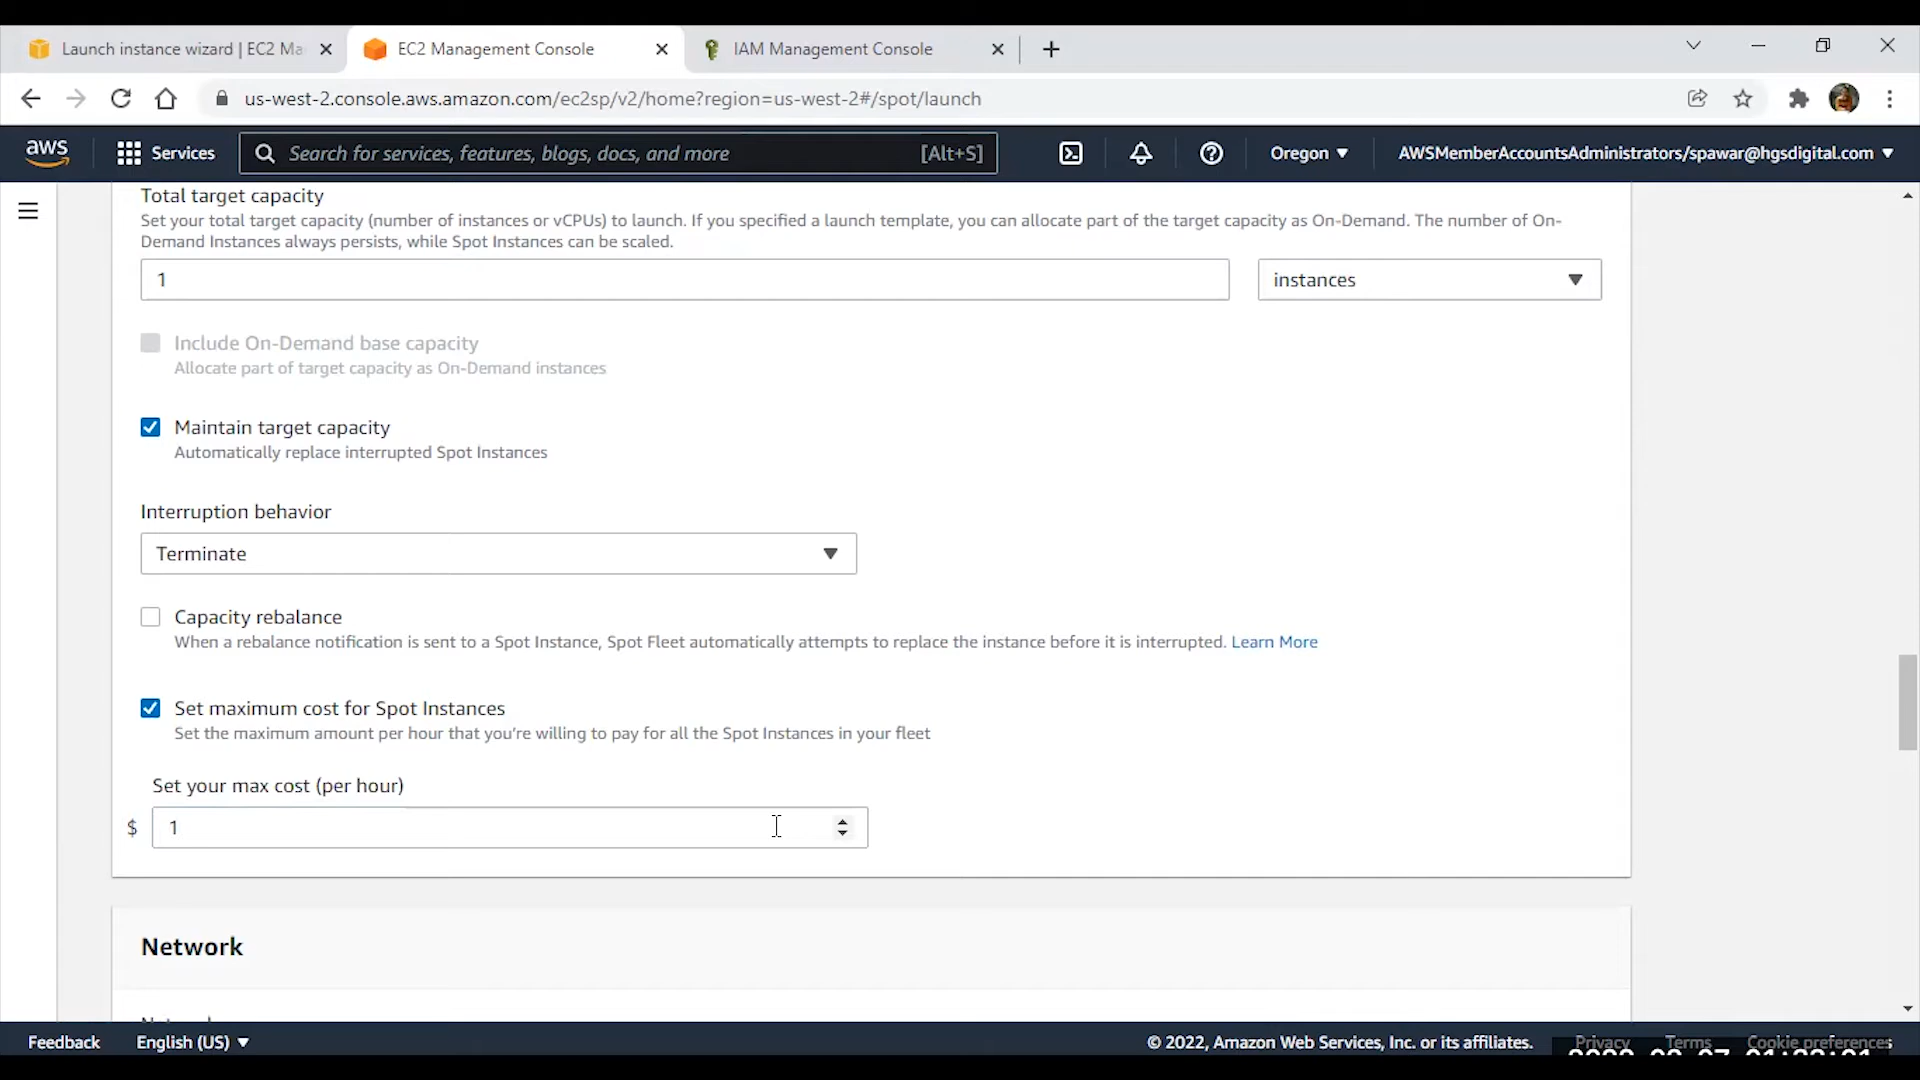 Launch instance wizard | EC2 Ma
EC2 Management Console
IAM Management Console
us-west-2.console.aws.amazon.com/ec2sp/v2/home?region=us-west-2#/spot/launch
aws
Services
Search for services, features, blogs, docs, and more
[Alt+S]
Oregon
AWSMemberAccountsAdministrators/spawar@hgsdigital.com
Total target capacity
Set your total target capacity (number of instances or vCPUs) to launch. If you specified a launch template, you can allocate part of the target capacity as On-Demand. The number of On-
Demand Instances always persists, while Spot Instances can be scaled.
1
instances
Include On-Demand base capacity
Allocate part of target capacity as On-Demand instances
Maintain target capacity
Automatically replace interrupted Spot Instances
Interruption behavior
Terminate
Capacity rebalance
When a rebalance notification is sent to a Spot Instance, Spot Fleet automatically attempts to replace the instance before it is interrupted. Learn More
Set maximum cost for Spot Instances
Set the maximum amount per hour that you're willing to pay for all the Spot Instances in your fleet
Set your max cost (per hour)
$ 1
Network
Feedback
English (US)
© 2022, Amazon Web Services, Inc. or its affiliates.
Privacy
Terms
Cookie preferences